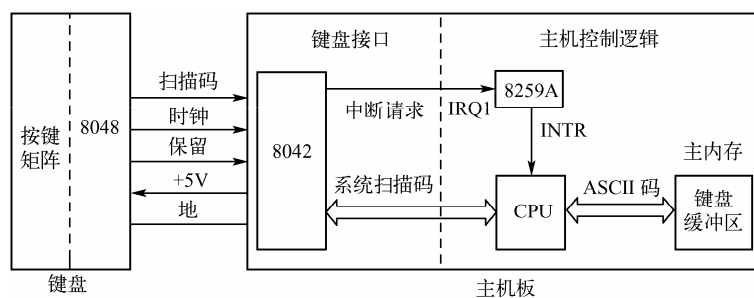 键盘接口
主机控制逻辑
按键
矩阵
8048
扫描码
时钟
保留
+5V
地
8042
中断请求
IRQ1
8259A
INTR
系统扫描码
CPU
ASCII 码
主内存
键盘
缓冲区
键盘
主机板